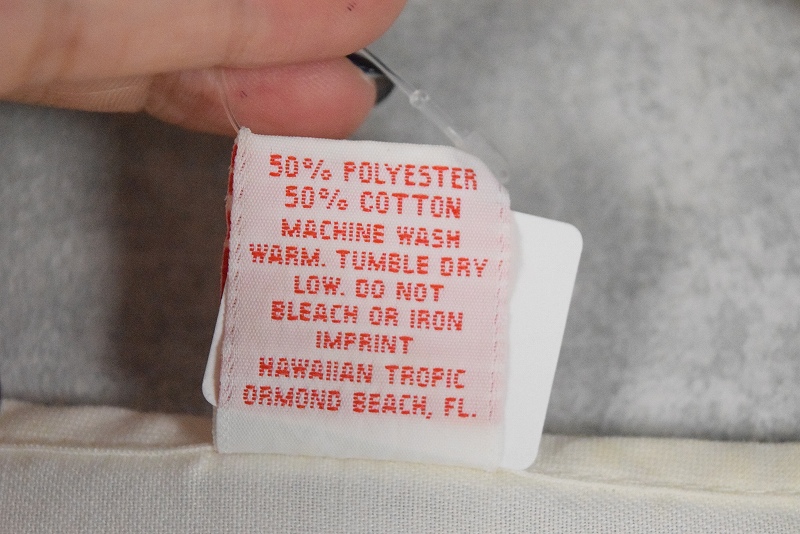 50% POLYESTER
50% COTTON
MACHINE WASH
WARM. TUMBLE DRY
LOW. DO NOT
BLEACH OR IRON
IMPRINT
HAWAIIAN TROPIC
ORMOND BEACH, FL.